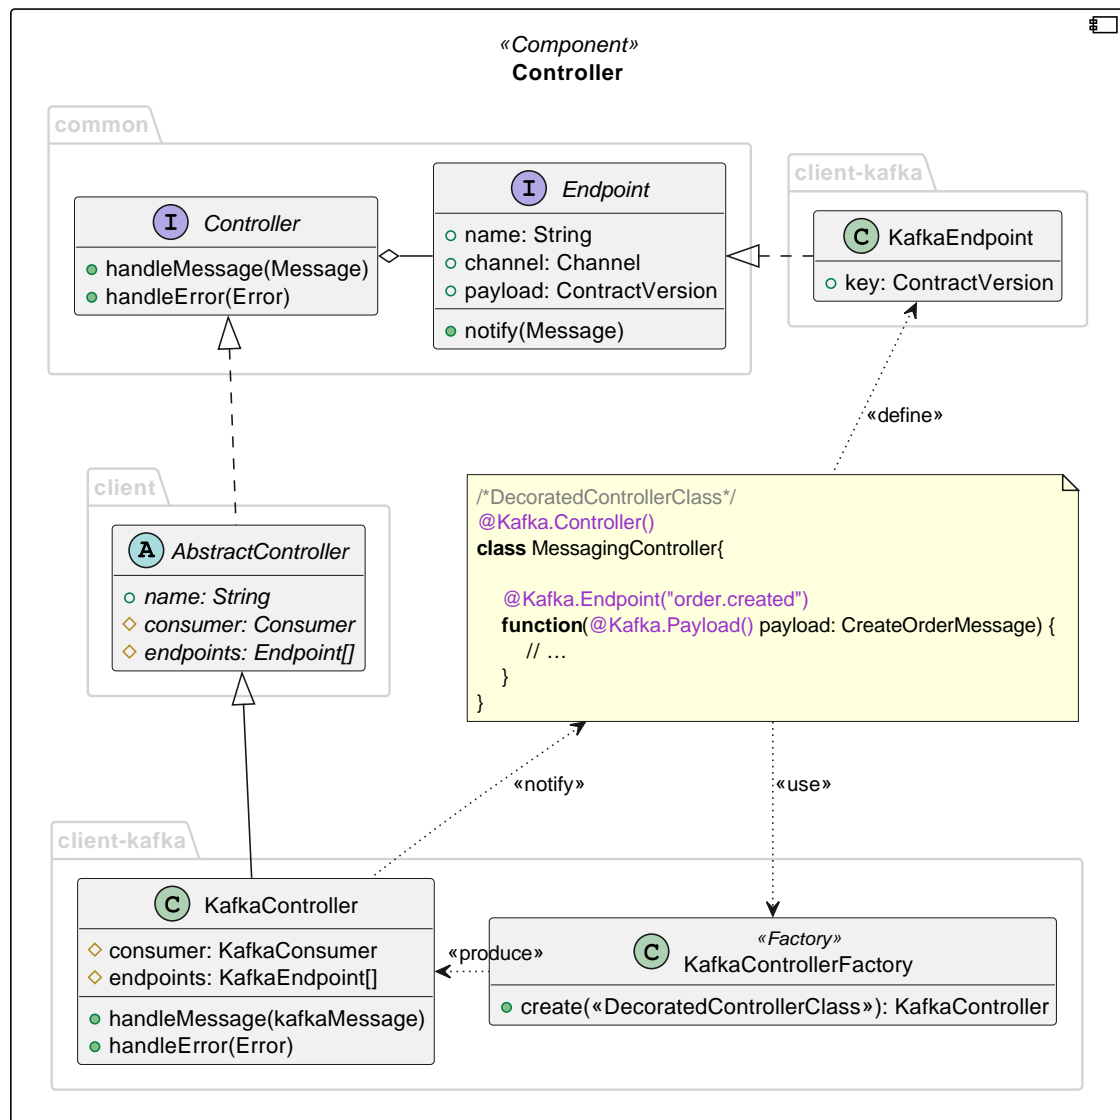 «Component»
Controller
common
I Controller
handleMessage(Message)
handleError(Error)
I Endpoint
name: String
channel: Channel
payload: ContractVersion
notify(Message)
client-kafka
C KafkaEndpoint
key: ContractVersion
«define»
client
A AbstractController
name: String
consumer: Consumer
endpoints: Endpoint[]
/*DecoratedControllerClass*/
@Kafka.Controller()
class MessagingController{
@Kafka.Endpoint("order.created")
function(@Kafka.Payload() payload: CreateOrderMessage) {
// …
}
}
«notify»
«use»
client-kafka
C KafkaController
consumer: KafkaConsumer
endpoints: KafkaEndpoint[]
handleMessage(kafkaMessage)
handleError(Error)
«produce»
«Factory»
C KafkaControllerFactory
create(«DecoratedControllerClass»): KafkaController